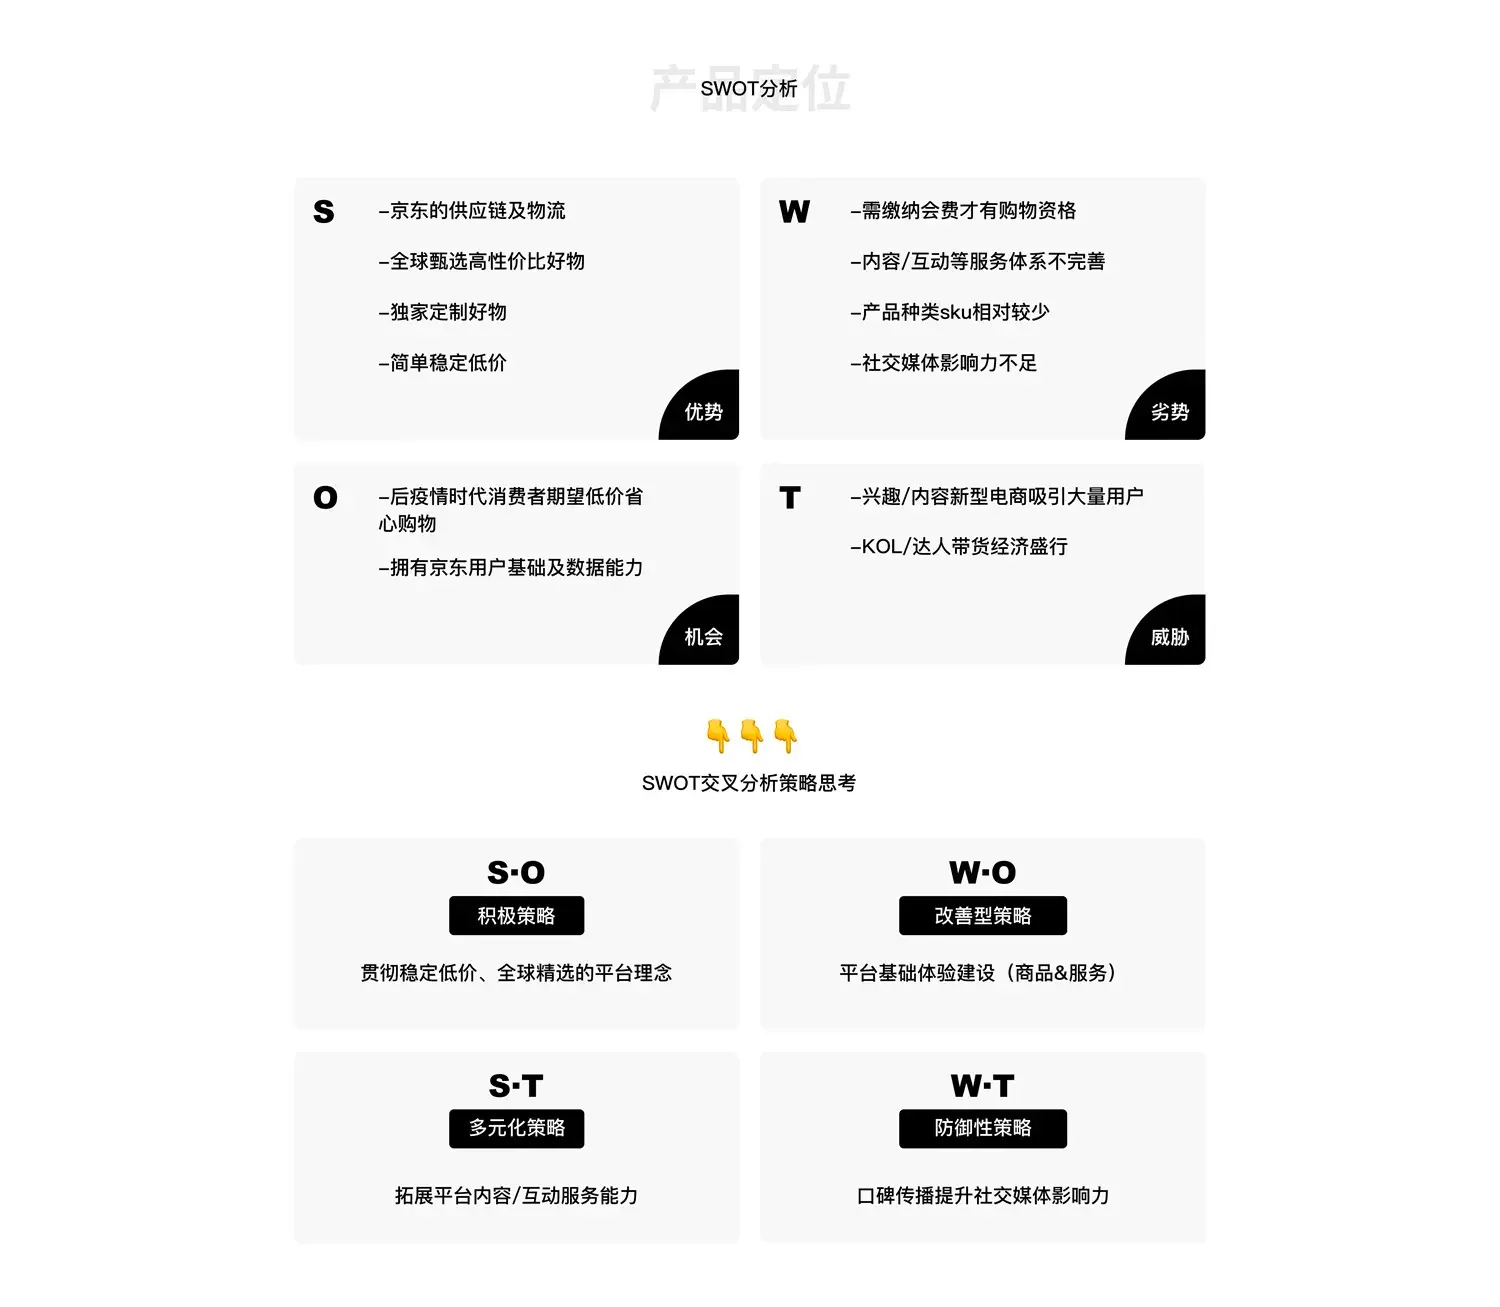 产品定位
SWOT分析
S
–京东的供应链及物流
–全球甄选高性价比好物
–独家定制好物
–简单稳定低价
优势
W
–需缴纳会费才有购物资格
–内容/互动等服务体系不完善
–产品种类sku相对较少
–社交媒体影响力不足
劣势
O
–后疫情时代消费者期望低价省
心购物
–拥有京东用户基础及数据能力
机会
T
–兴趣/内容新型电商吸引大量用户
–KOL/达人带货经济盛行
威胁
SWOT交叉分析策略思考
S·O
积极策略
贯彻稳定低价、全球精选的平台理念
W·O
改善型策略
平台基础体验建设（商品&服务）
S·T
多元化策略
拓展平台内容/互动服务能力
W·T
防御性策略
口碑传播提升社交媒体影响力